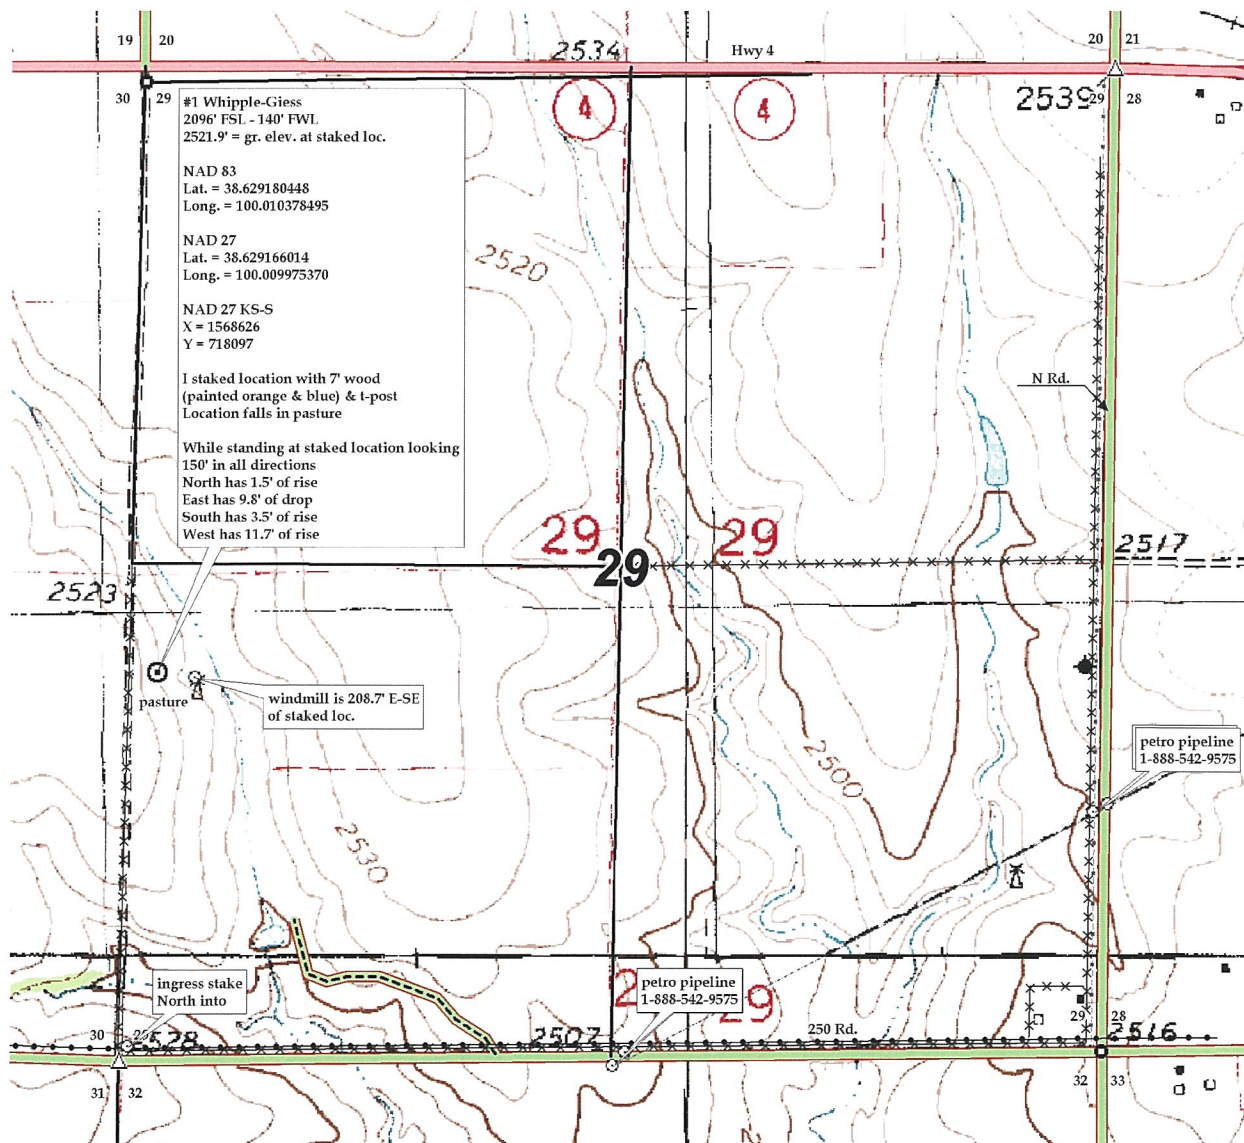 19 20
2534
Hwy 4
20 21
30 29
4
4
2539
29 28
#1 Whipple-Giess
2096' FSL - 140' FWL
2521.9' = gr. elev. at staked loc.
NAD 83
Lat. = 38.629180448
Long. = 100.010378495
NAD 27
Lat. = 38.629166014
Long. = 100.009975370
NAD 27 KS-S
X = 1568626
Y = 718097
I staked location with 7' wood
(painted orange & blue) & t-post
Location falls in pasture
While standing at staked location looking
150' in all directions
North has 1.5' of rise
East has 9.8' of drop
South has 3.5' of rise
West has 11.7' of rise
2520
N Rd.
29
29
29
2517
2523
pasture
windmill is 208.7' E-SE
of staked loc.
2500
petro pipeline
1-888-542-9575
2530
ingress stake
North into
petro pipeline
1-888-542-9575
29
30
2528
2507
250 Rd.
29 28
2516
31 32
32 33